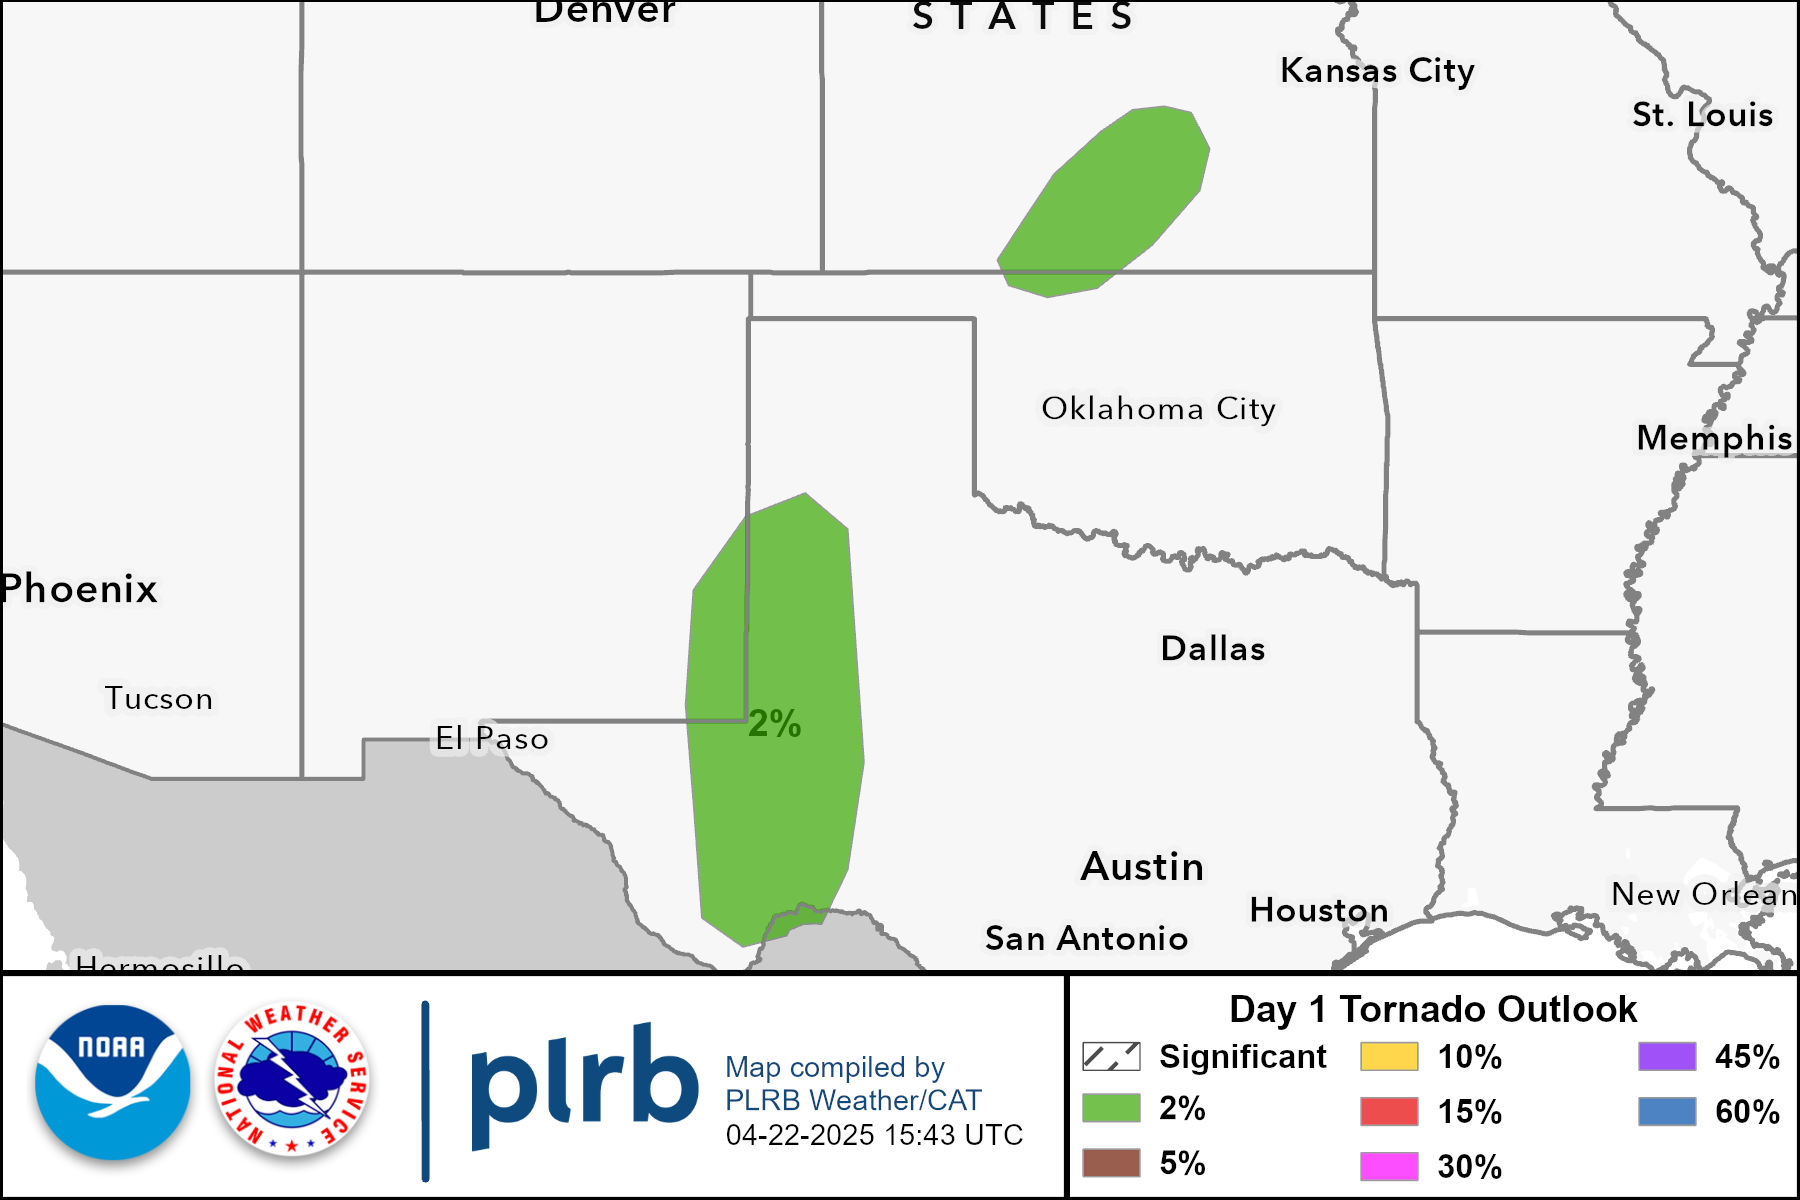 Denver
STATES
Kansas City
St. Louis
Oklahoma City
Memphis
Phoenix
Dallas
Tucson
2%
El Paso
Austin
New Orlean
Houston
San Antonio
Hermosillo
NOAA
NATIONAL WEATHER SERVICE
plrb
Map compiled by
PLRB Weather/CAT
04-22-2025 15:43 UTC
Day 1 Tornado Outlook
Significant
2%
5%
10%
15%
30%
45%
60%